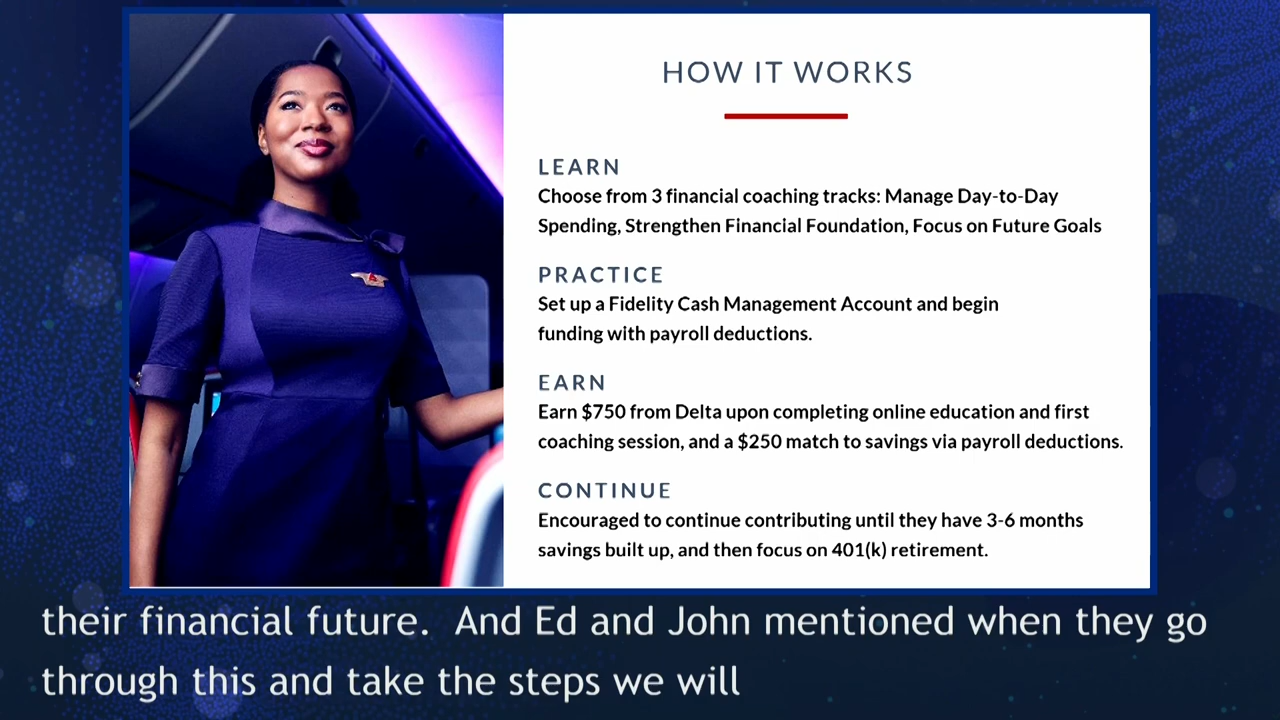 HOW IT WORKS
LEARN
Choose from 3 financial coaching tracks: Manage Day-to-Day
Spending, Strengthen Financial Foundation, Focus on Future Goals
PRACTICE
Set up a Fidelity Cash Management Account and begin
funding with payroll deductions.
EARN
Earn $750 from Delta upon completing online education and first
coaching session, and a $250 match to savings via payroll deductions.
CONTINUE
Encouraged to continue contributing until they have 3-6 months
savings built up, and then focus on 401(k) retirement.
their financial future.  And Ed and John mentioned when they go
through this and take the steps we will